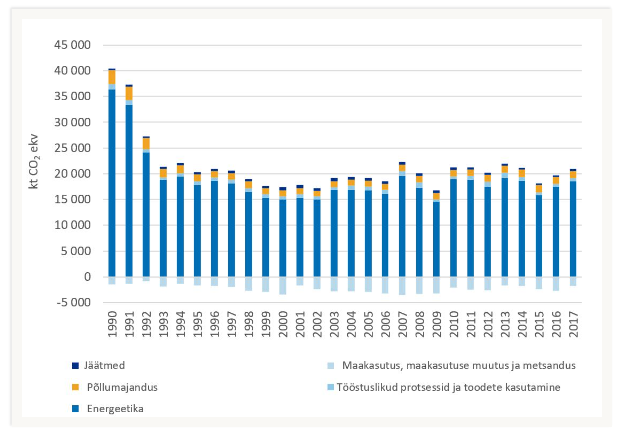 45 000
40 000
35 000
30 000
25 000
20 000
15 000
10 000
5 000
0
-5 000
kt CO2 ekv
1990 1991 1992 1993 1994 1995 1996 1997 1998 1999 2000 2001 2002 2003 2004 2005 2006 2007 2008 2009 2010 2011 2012 2013 2014 2015 2016 2017
Jäätmed Maakasutus, maakasutuse muutus ja metsandus
Põllumajandus Tööstuslikud protsessid ja toodete kasutamine
Energeetika